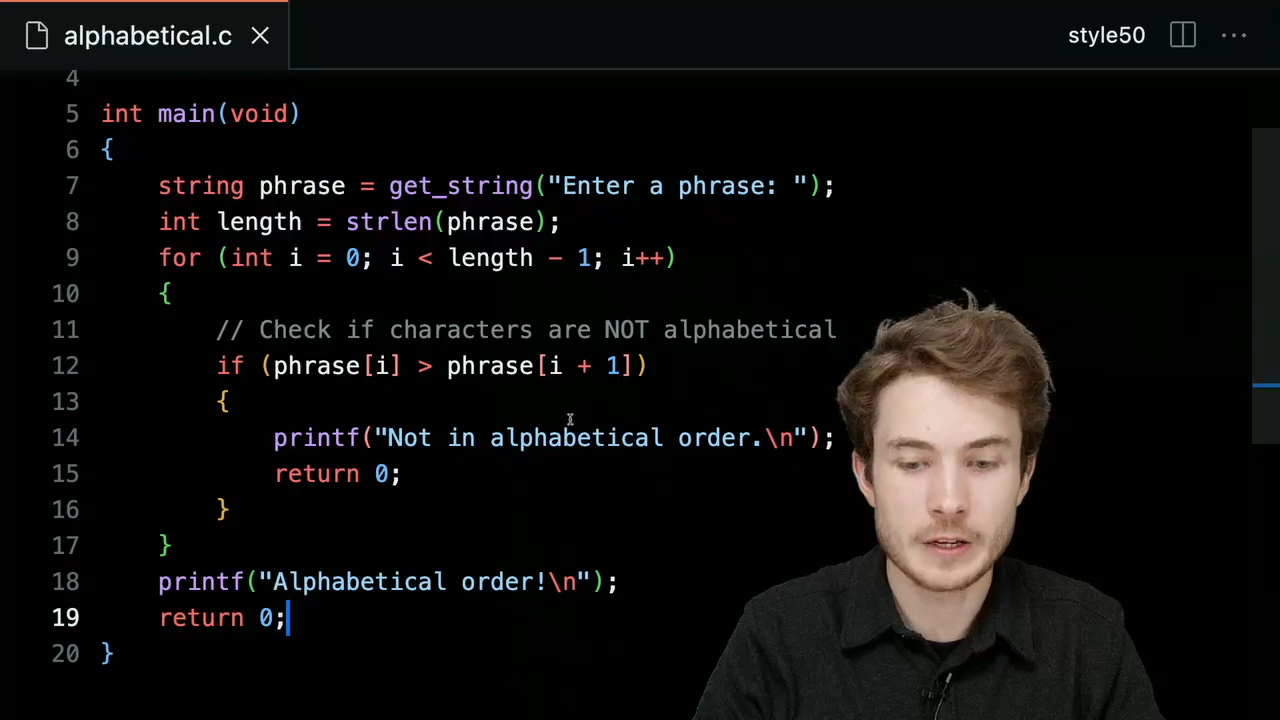 alphabetical.c
style50
4
5 int main(void)
6 {
7     string phrase = get_string("Enter a phrase: ");
8     int length = strlen(phrase);
9     for (int i = 0; i < length - 1; i++)
10     {
11         // Check if characters are NOT alphabetical
12         if (phrase[i] > phrase[i + 1])
13         {
14             printf("Not in alphabetical order.\n");
15             return 0;
16         }
17     }
18     printf("Alphabetical order!\n");
19     return 0;
20 }